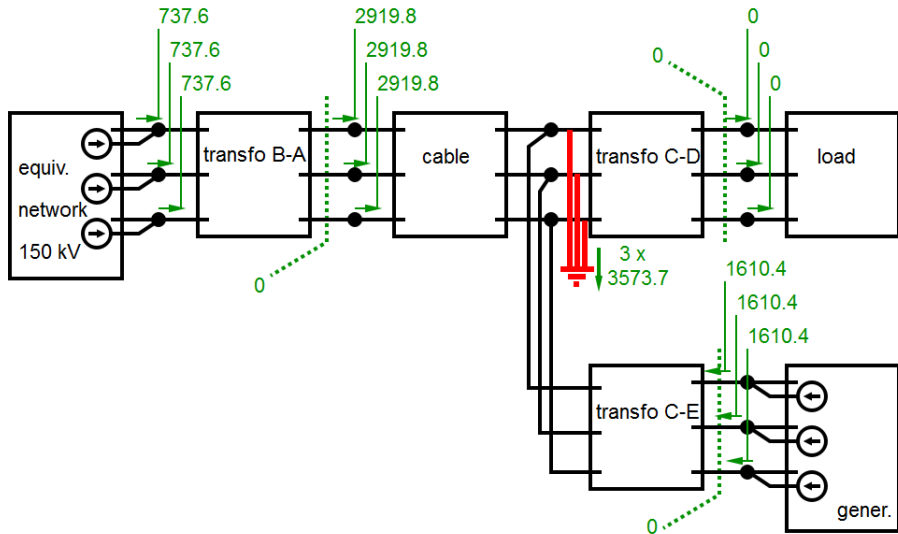 737.6
737.6
737.6
2919.8
2919.8
2919.8
0
0
0
0
equiv.
network
150 kV
transfo B-A
cable
transfo C-D
load
0
3 x
3573.7
1610.4
1610.4
1610.4
transfo C-E
gener.
0